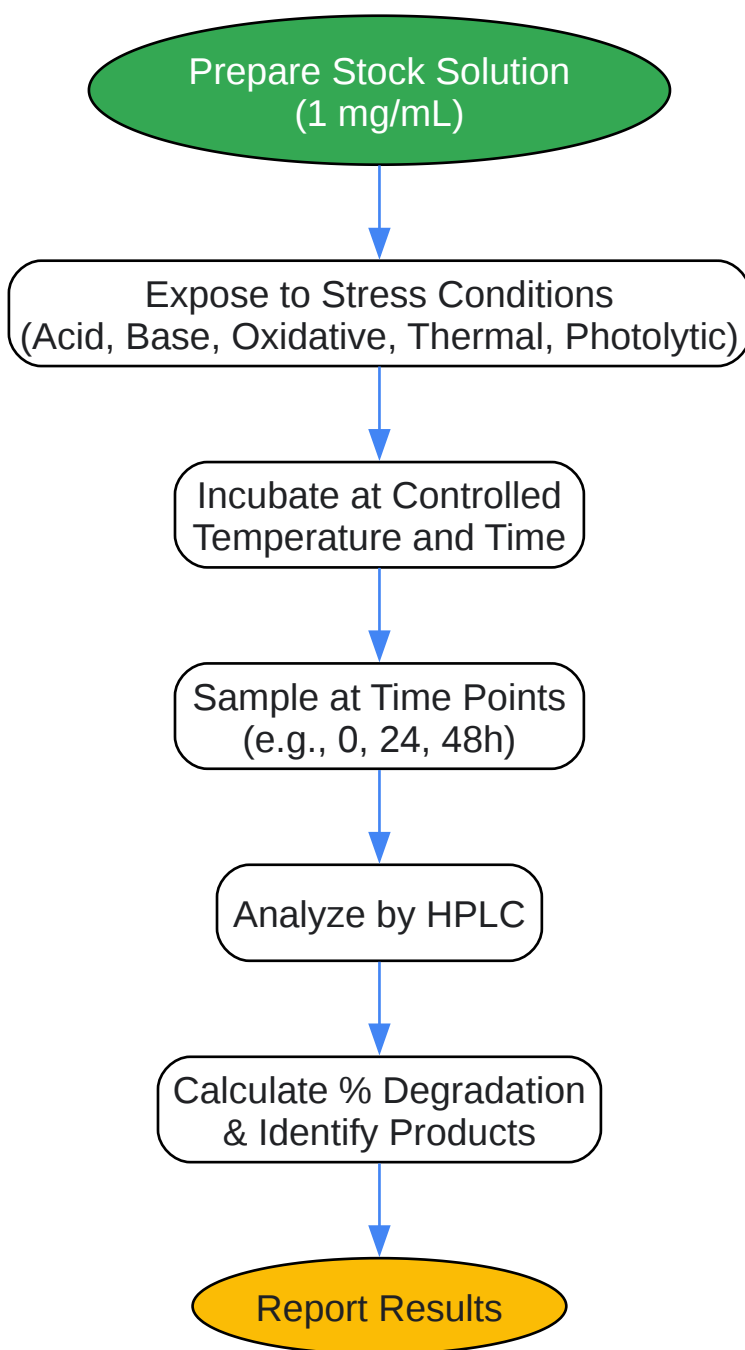 Prepare Stock Solution
(1 mg/mL)
Expose to Stress Conditions
(Acid, Base, Oxidative, Thermal, Photolytic)
Incubate at Controlled
Temperature and Time
Sample at Time Points
(e.g., 0, 24, 48h)
Analyze by HPLC
Calculate % Degradation
& Identify Products
Report Results